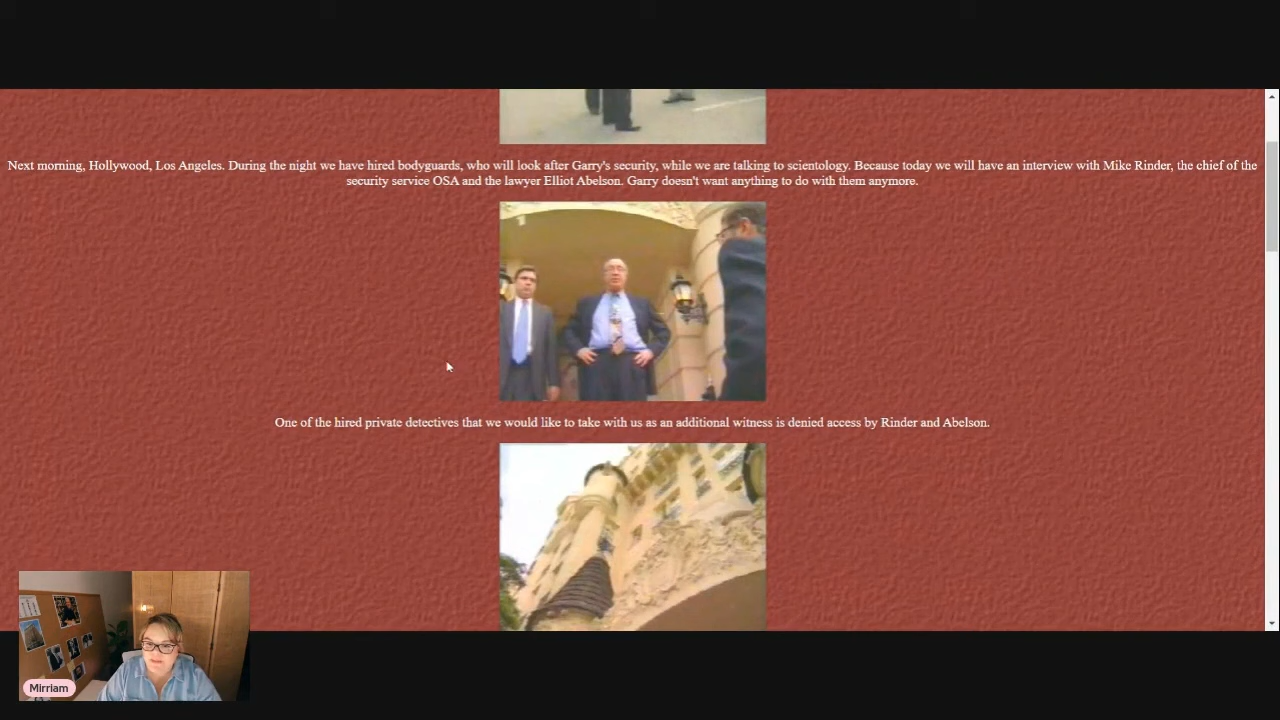 Next morning, Hollywood, Los Angeles. During the night we have hired bodyguards, who will look after Garry's security, while we are talking to scientology. Because today we will have an interview with Mike Rinder, the chief of the
security service OSA and the lawyer Elliot Abelson. Garry doesn't want anything to do with them anymore.
One of the hired private detectives that we would like to take with us as an additional witness is denied access by Rinder and Abelson.
Mirriam